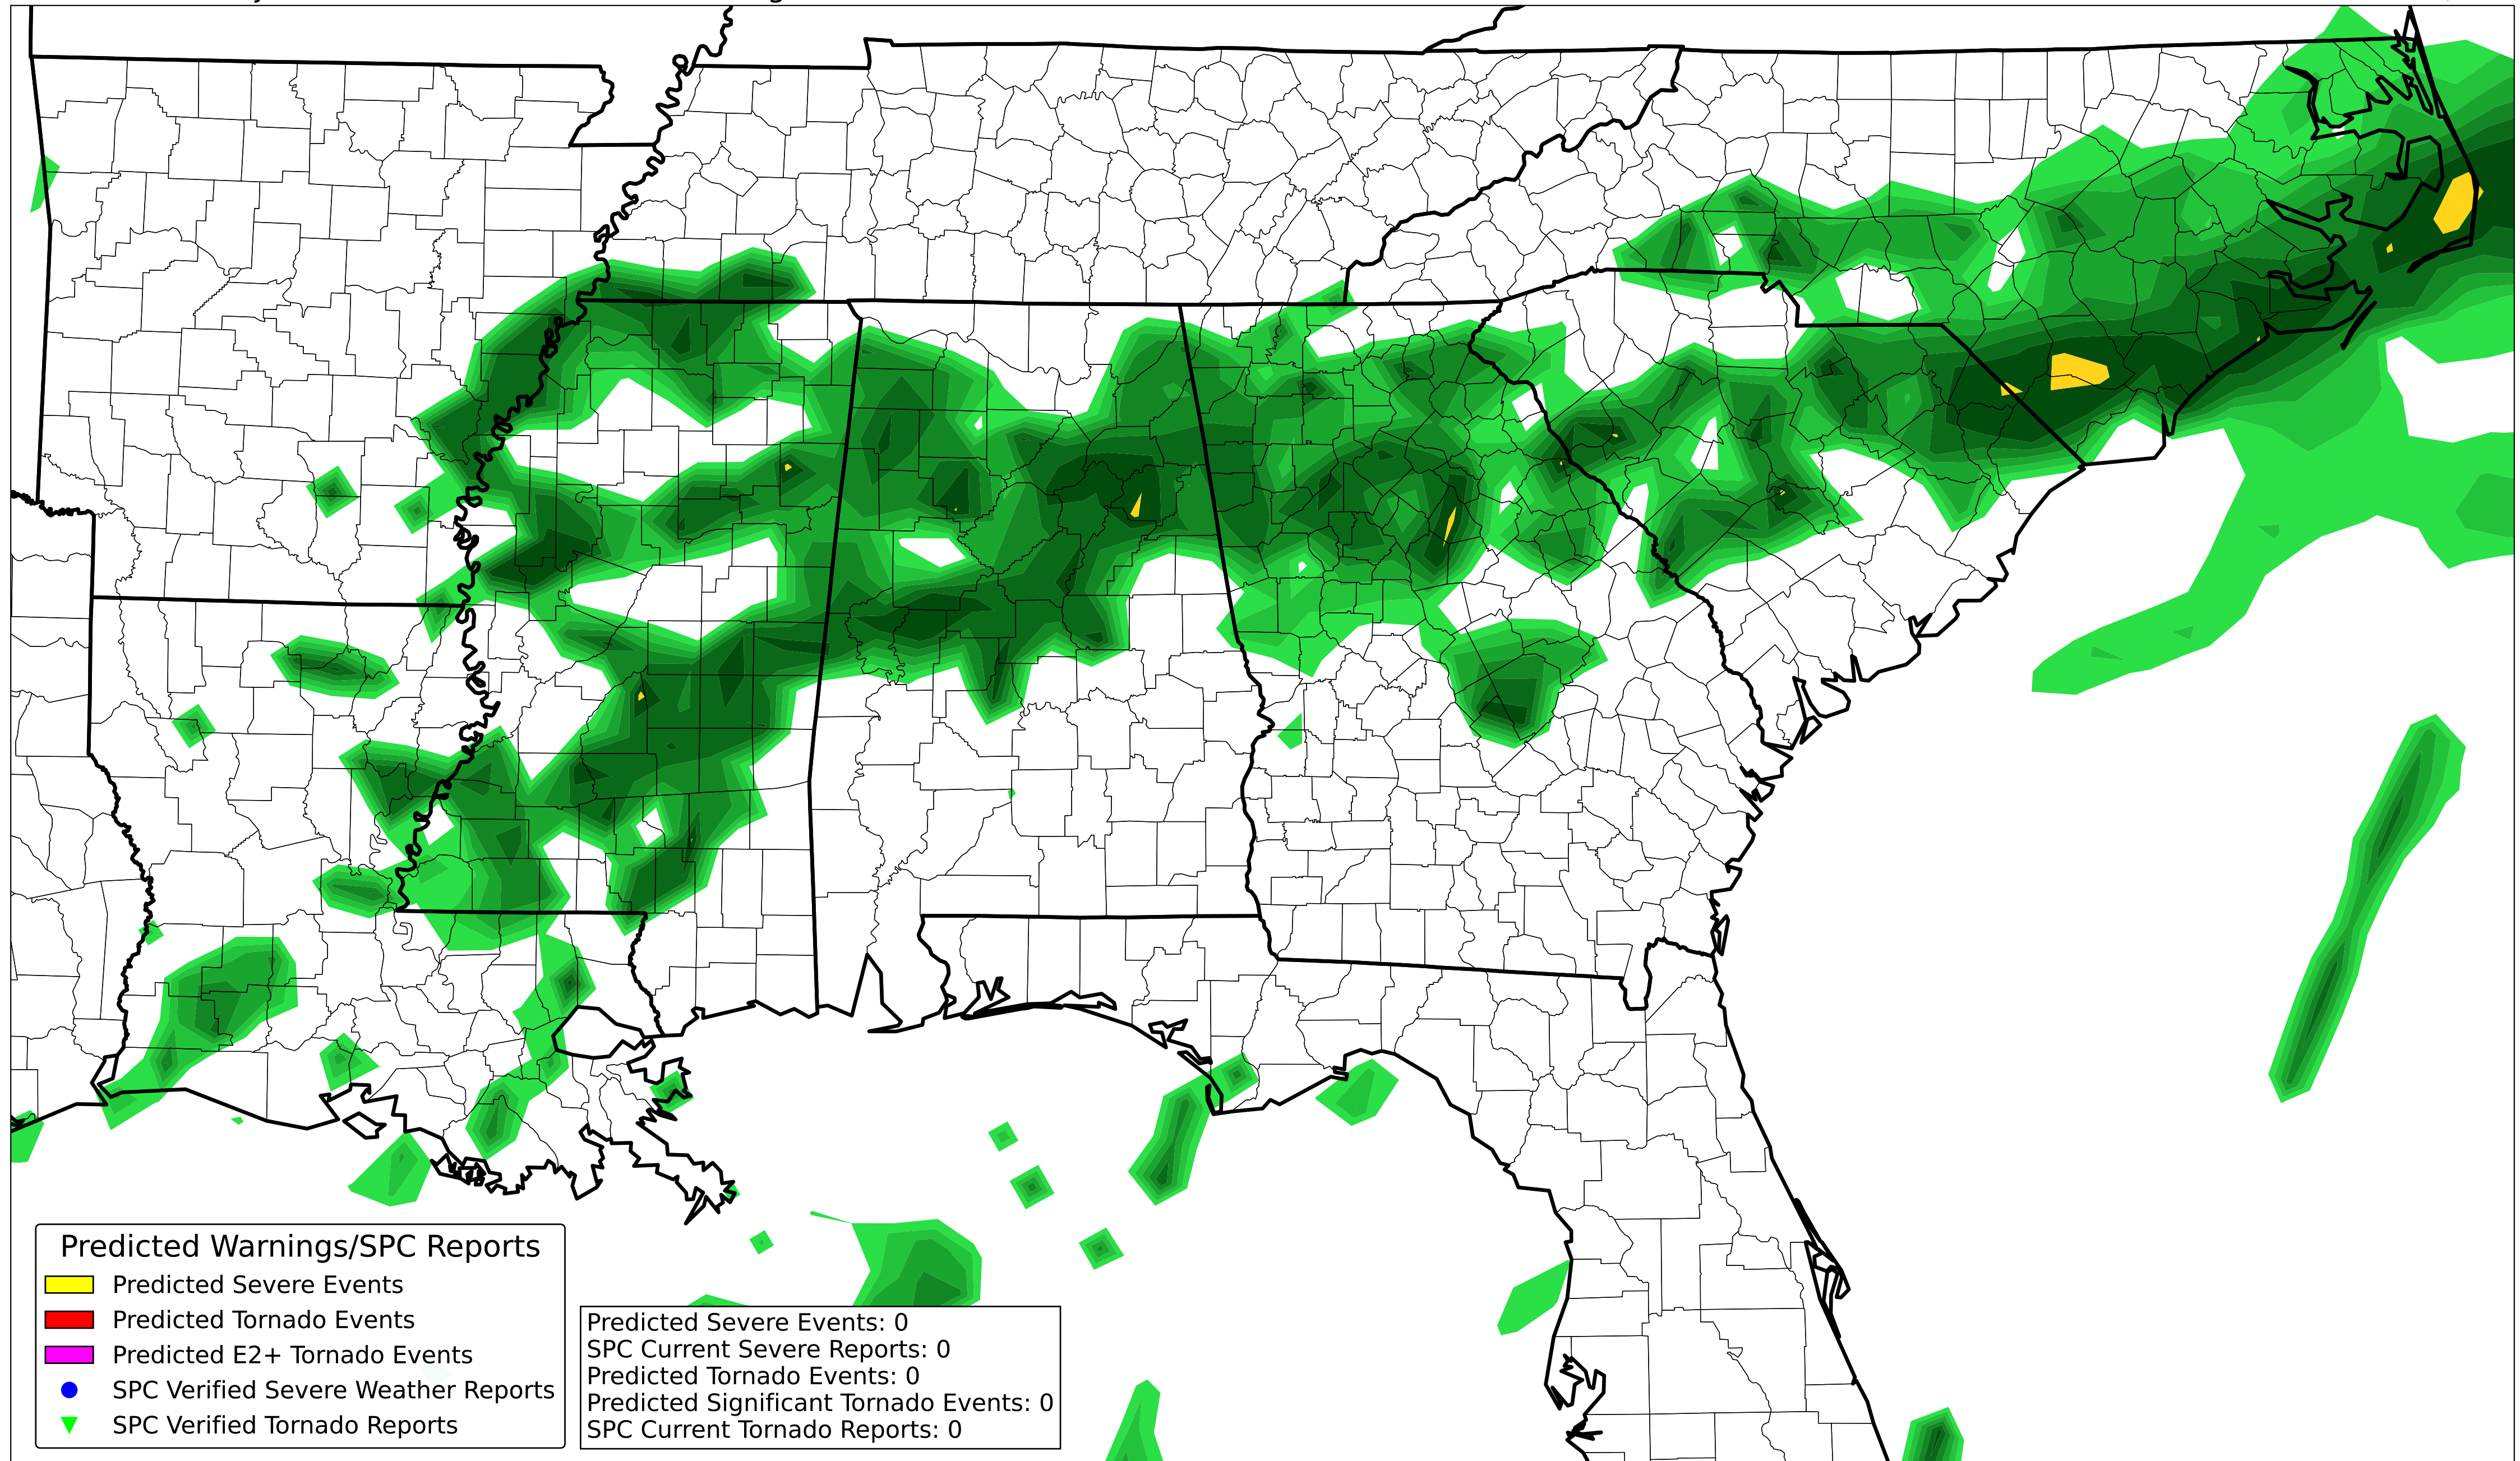 Predicted Warnings/SPC Reports
Predicted Severe Events
Predicted Tornado Events
Predicted E2+ Tornado Events
SPC Verified Severe Weather Reports
SPC Verified Tornado Reports
Predicted Severe Events: 0
SPC Current Severe Reports: 0
Predicted Tornado Events: 0
Predicted Significant Tornado Events: 0
SPC Current Tornado Reports: 0